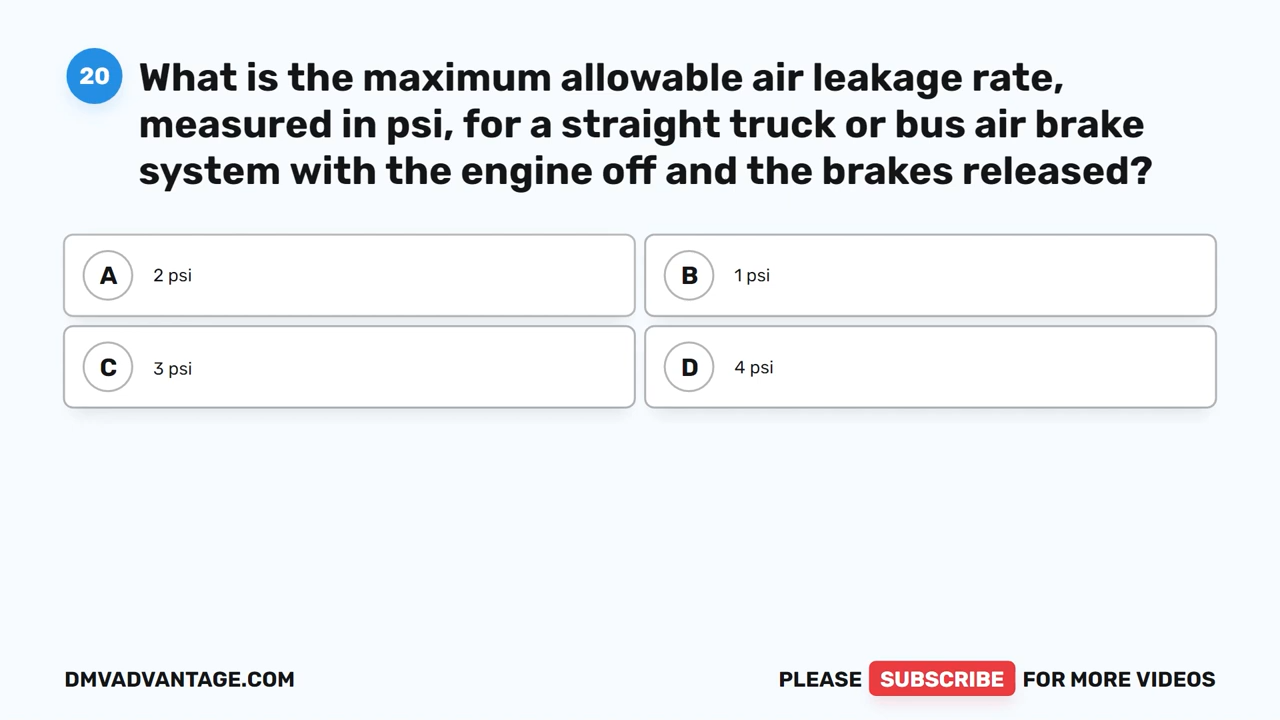 20
What is the maximum allowable air leakage rate,
measured in psi, for a straight truck or bus air brake
system with the engine off and the brakes released?
A 2 psi
B 1 psi
C 3 psi
D 4 psi
DMVADVANTAGE.COM
PLEASE SUBSCRIBE FOR MORE VIDEOS